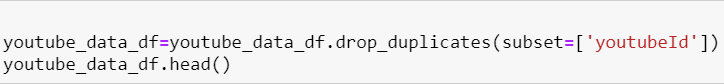 youtube_data_df=youtube_data_df.drop_duplicates(subset=['youtubeId'])
youtube_data_df.head()